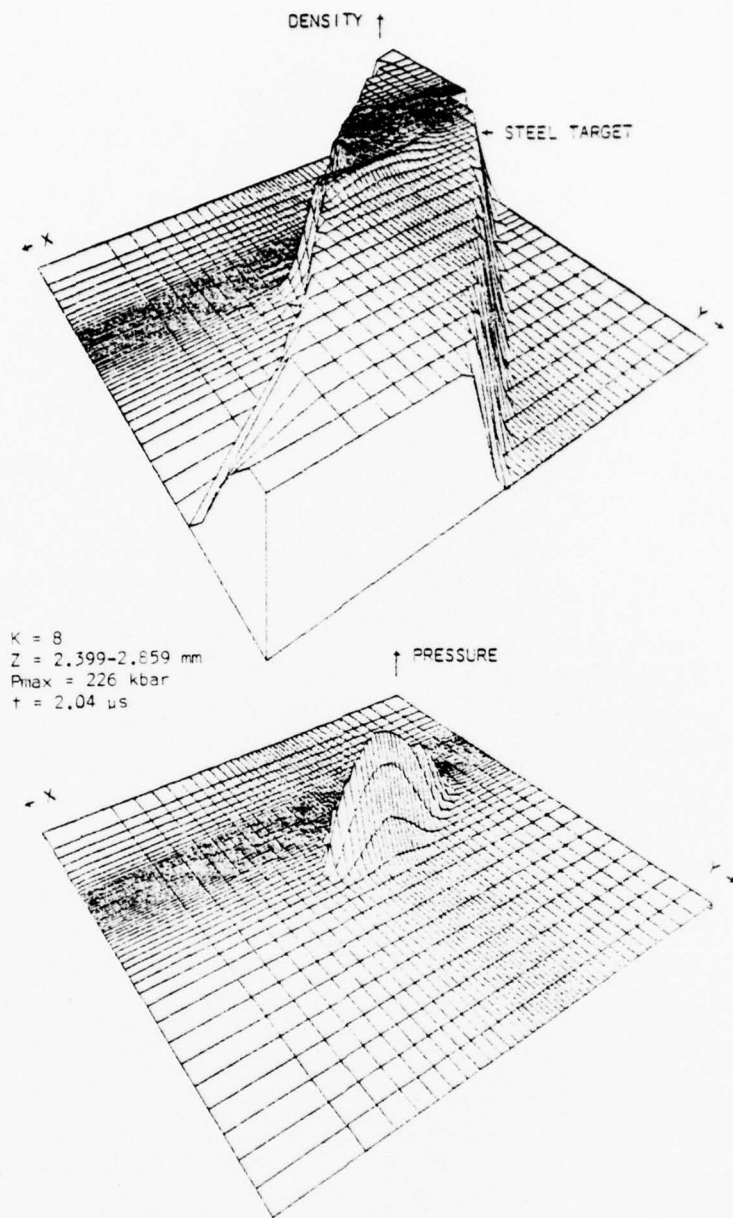 DENSITY ↑
← STEEL TARGET
← X
Y →
K = 8
Z = 2.399-2.859 mm
Pmax = 226 kbar
t = 2.04 µs
↑ PRESSURE
← X
Y →